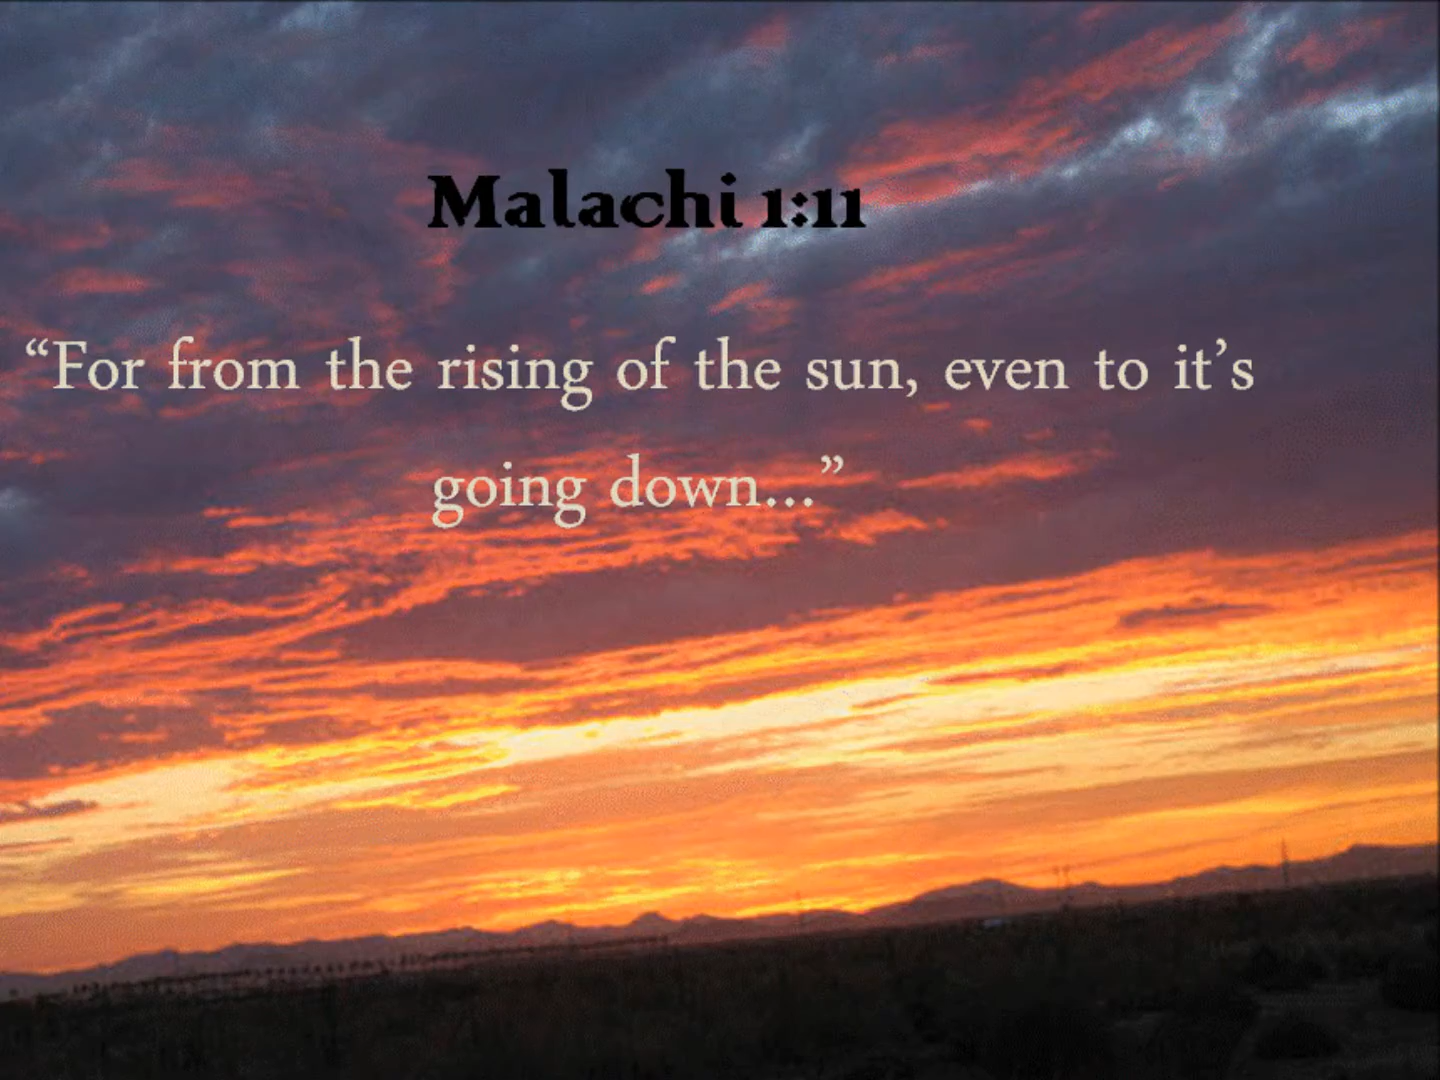 Malachi 1:11
“For from the rising of the sun, even to it’s
going down...”